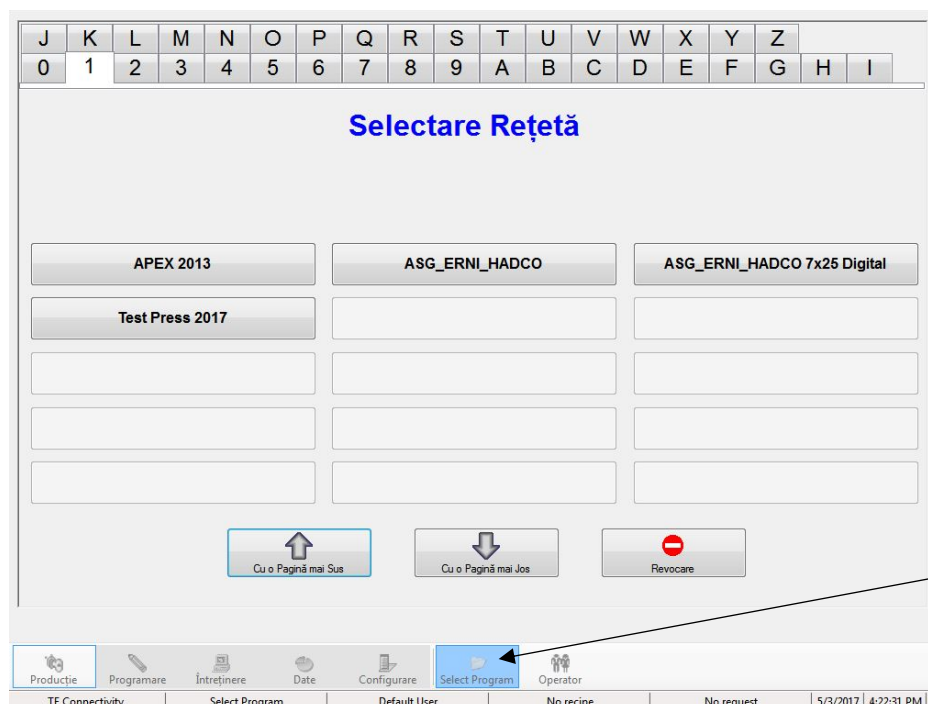 J K L M N O P Q R S T U V W X Y Z
0 1 2 3 4 5 6 7 8 9 A B C D E F G H I
Selectare Rețetă
APEX 2013 ASG_ERNI_HADCO ASG_ERNI_HADCO 7x25 Digital
Test Press 2017
Cu o Pagină mai Sus Cu o Pagină mai Jos Revocare
Producție Programare Întreținere Date Configurare Select Program Operator
TE Connectivity Select Program Default User No recipe No request 5/3/2017 4:22:31 PM